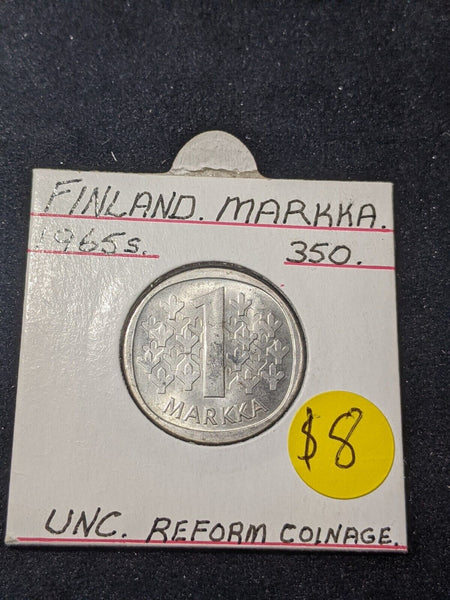 FINLAND. MARKKA.
1965s. 350.
1
MARKKA
$8
UNC. REFORM COINAGE.